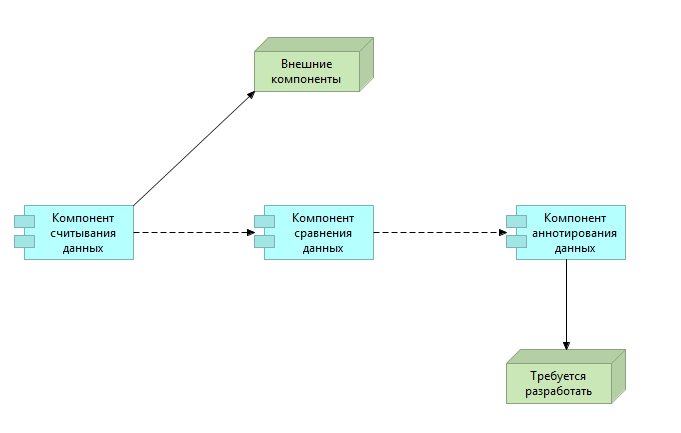 Внешние
компоненты
Компонент
считывания
данных
Компонент
сравнения
данных
Компонент
аннотирования
данных
Требуется
разработать